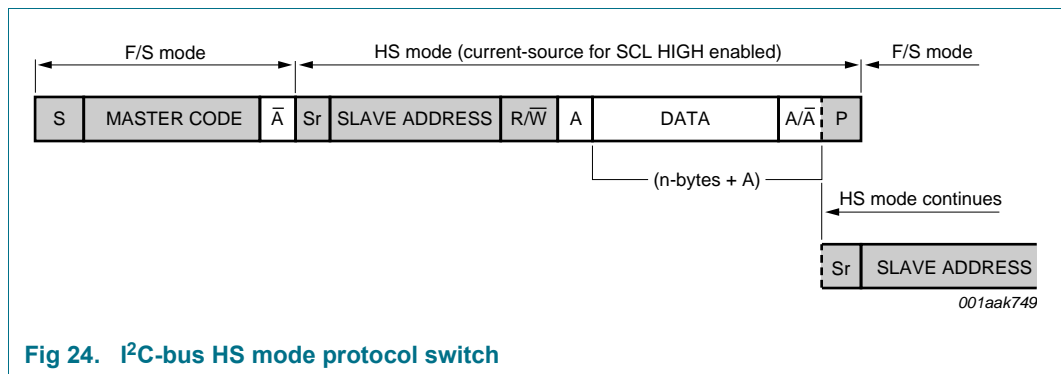 F/S mode
HS mode (current-source for SCL HIGH enabled)
F/S mode
S MASTER CODE A̅ Sr SLAVE ADDRESS R/W̅ A DATA A/A̅ P
(n-bytes + A)
HS mode continues
Sr SLAVE ADDRESS
001aak749
Fig 24. I²C-bus HS mode protocol switch